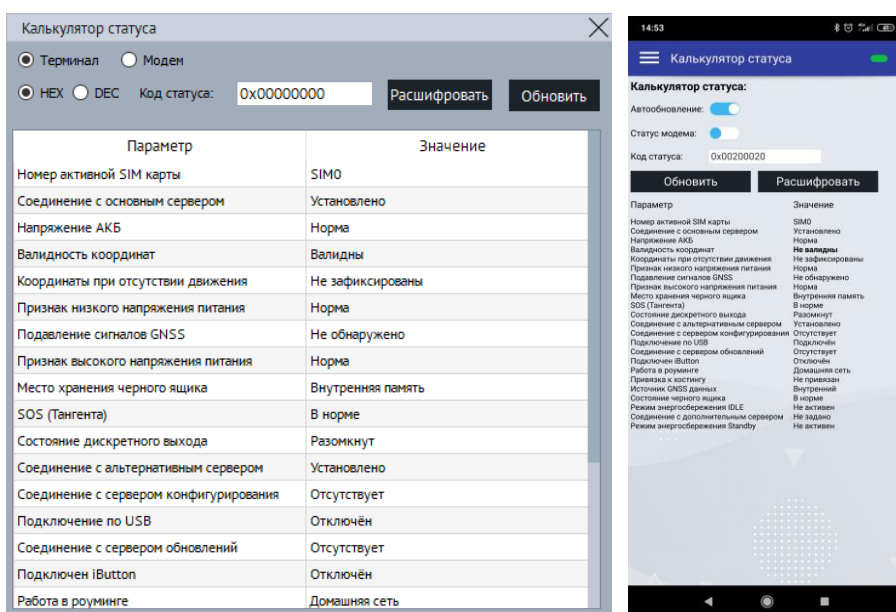 Калькулятор статуса
Терминал Модем
HEX DEC Код статуса: 0x00000000 Расшифровать Обновить
Параметр Значение
Номер активной SIM карты SIM0
Соединение с основным сервером Установлено
Напряжение АКБ Норма
Валидность координат Валидны
Координаты при отсутствии движения Не зафиксированы
Признак низкого напряжения питания Норма
Подавление сигналов GNSS Не обнаружено
Признак высокого напряжения питания Норма
Место хранения черного ящика Внутренняя память
SOS (Тангента) В норме
Состояние дискретного выхода Разомкнут
Соединение с альтернативным сервером Установлено
Соединение с сервером конфигурирования Отсутствует
Подключение по USB Отключён
Соединение с сервером обновлений Отсутствует
Подключен iButton Отключён
Работа в роуминге Домашняя сеть
14:53
Калькулятор статуса
Калькулятор статуса:
Автообновление:
Статус модема:
Код статуса: 0x00200020
Обновить Расшифровать
Параметр Значение
Номер активной SIM карты SIM0
Соединение с основным сервером Установлено
Напряжение АКБ Норма
Валидность координат Не валидны
Координаты при отсутствии движения Не зафиксированы
Признак низкого напряжения питания Норма
Подавление сигналов GNSS Не обнаружено
Признак высокого напряжения питания Норма
Место хранения черного ящика Внутренняя память
SOS (Тангента) В норме
Состояние дискретного выхода Разомкнут
Соединение с альтернативным сервером Установлено
Соединение с сервером конфигурирования Отсутствует
Подключение по USB Подключён
Соединение с сервером обновлений Отсутствует
Подключен iButton Отключён
Работа в роуминге Домашняя сеть
Привязка к хостингу Не привязан
Источник GNSS данных Внутренний
Состояние черного ящика В норме
Режим энергосбережения IDLE Не активен
Соединение с дополнительным сервером Не задано
Режим энергосбережения Standby Не активен